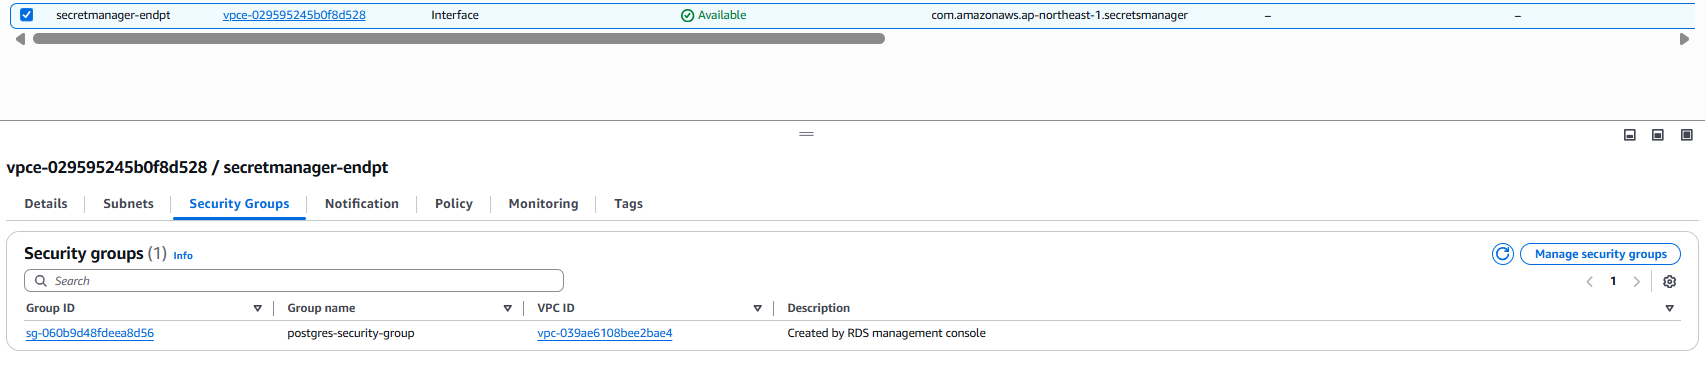 secretmanager-endpt vpce-029595245b0f8d528 Interface Available com.amazonaws.ap-northeast-1.secretsmanager – –
vpce-029595245b0f8d528 / secretmanager-endpt
Details Subnets Security Groups Notification Policy Monitoring Tags
Security groups (1) Info Manage security groups
Search 1
Group ID Group name VPC ID Description
sg-060b9d48fdeea8d56 postgres-security-group vpc-039ae6108bee2bae4 Created by RDS management console